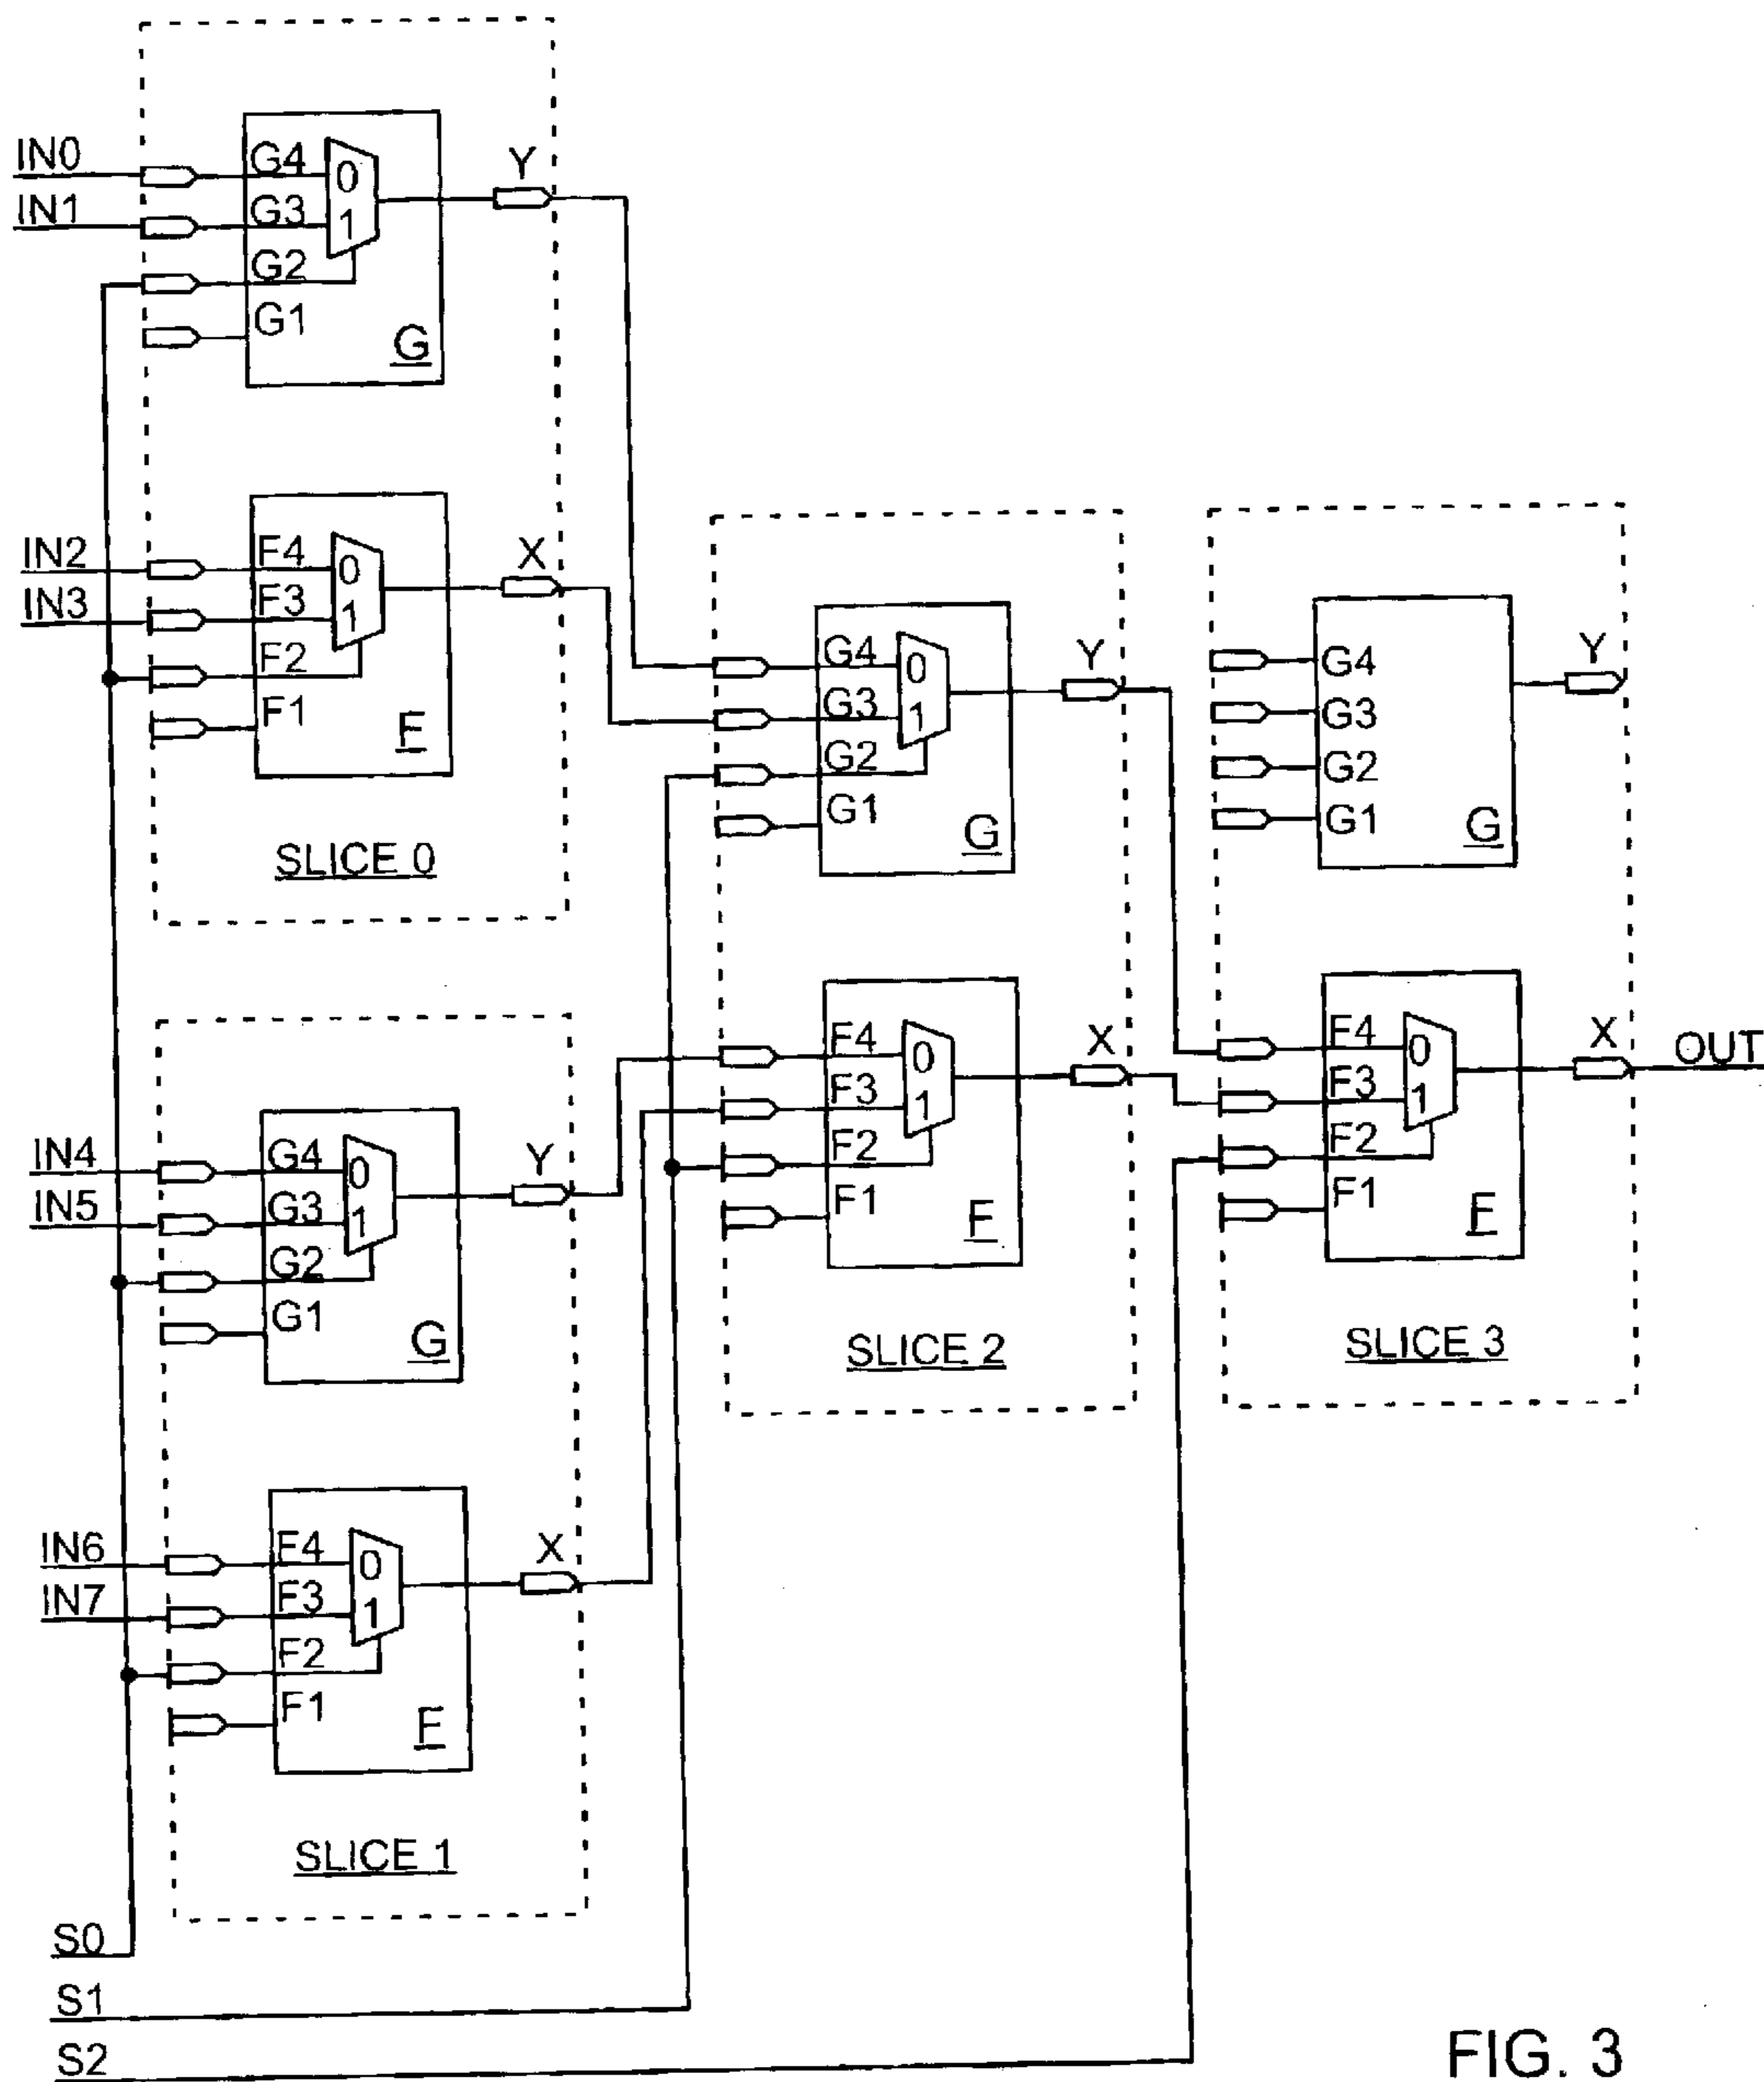 IN0
IN1
G4
G3
G2
G1
0
1
G
Y
IN2
IN3
F4
F3
F2
F1
0
1
F
X
SLICE 0
IN4
IN5
G4
G3
G2
G1
0
1
G
Y
IN6
IN7
F4
F3
F2
F1
0
1
F
X
SLICE 1
G4
G3
G2
G1
0
1
G
Y
F4
F3
F2
F1
0
1
F
X
SLICE 2
G4
G3
G2
G1
G
Y
F4
F3
F2
F1
0
1
F
X
OUT
SLICE 3
S0
S1
S2
FIG. 3